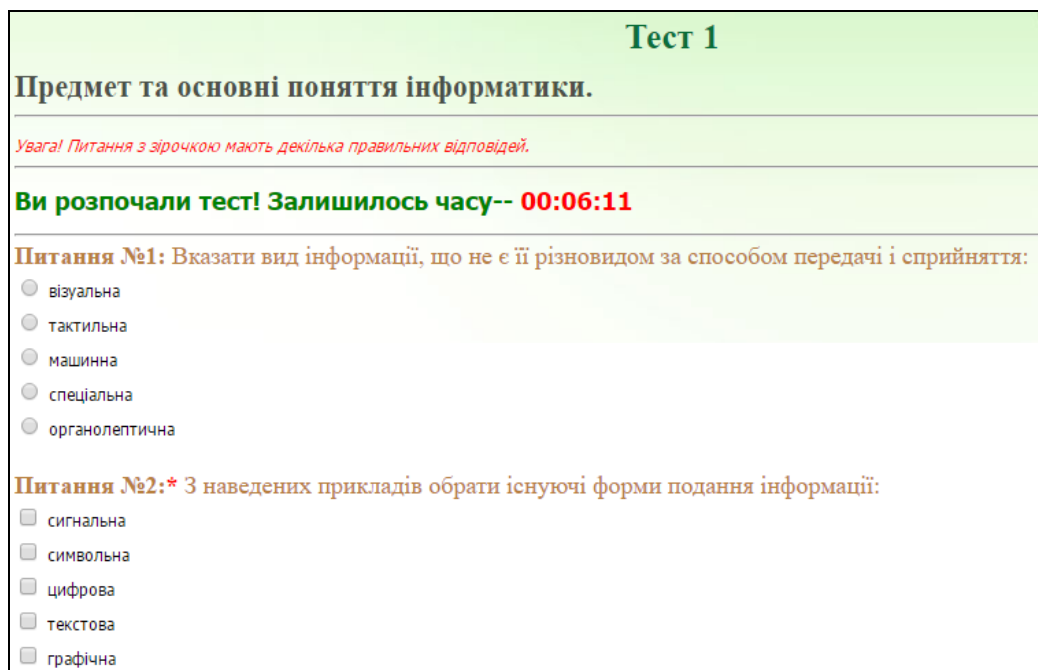 Тест 1
Предмет та основні поняття інформатики.
Увага! Питання з зірочкою мають декілька правильних відповідей.
Ви розпочали тест! Залишилось часу-- 00:06:11
Питання №1: Вказати вид інформації, що не є її різновидом за способом передачі і сприйняття:
візуальна
тактильна
машинна
спеціальна
органолептична
Питання №2:* З наведених прикладів обрати існуючі форми подання інформації:
сигнальна
символьна
цифрова
текстова
графічна